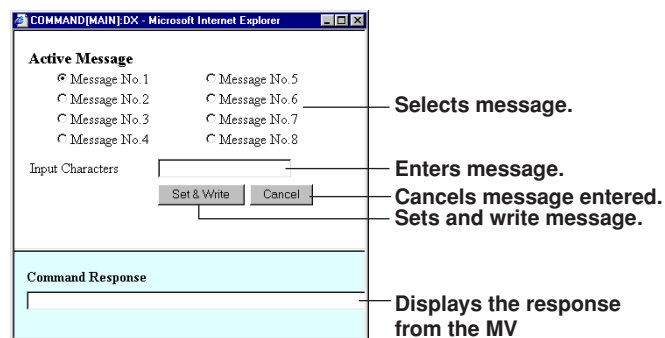 COMMAND[MAIN]:DX - Microsoft Internet Explorer
Active Message
Message No.1 Message No.5
Message No.2 Message No.6
Message No.3 Message No.7
Message No.4 Message No.8
Selects message.
Input Characters
Enters message.
Set & Write Cancel
Cancels message entered.
Sets and write message.
Command Response
Displays the response
from the MV